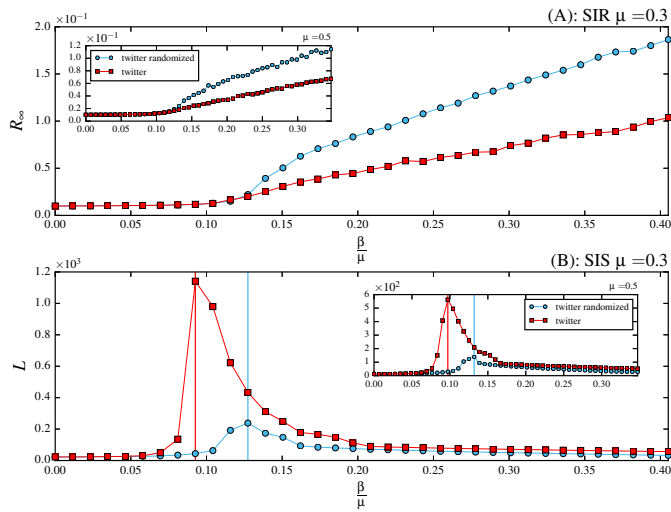 (A): SIR μ =0.3
×10⁻¹
2.0
1.5
1.0
0.5
0.0
R∞
×10⁻¹
μ =0.5
1.2
1.0
0.8
0.6
0.4
0.2
0.0
twitter randomized
twitter
0.00 0.05 0.10 0.15 0.20 0.25 0.30
0.00 0.05 0.10 0.15 0.20 0.25 0.30 0.35 0.40
β
μ
(B): SIS μ =0.3
×10³
1.2
1.0
0.8
0.6
0.4
0.2
0.0
L
×10²
μ =0.5
6
5
4
3
2
1
0
twitter randomized
twitter
0.00 0.05 0.10 0.15 0.20 0.25 0.30
0.00 0.05 0.10 0.15 0.20 0.25 0.30 0.35 0.40
β
μ